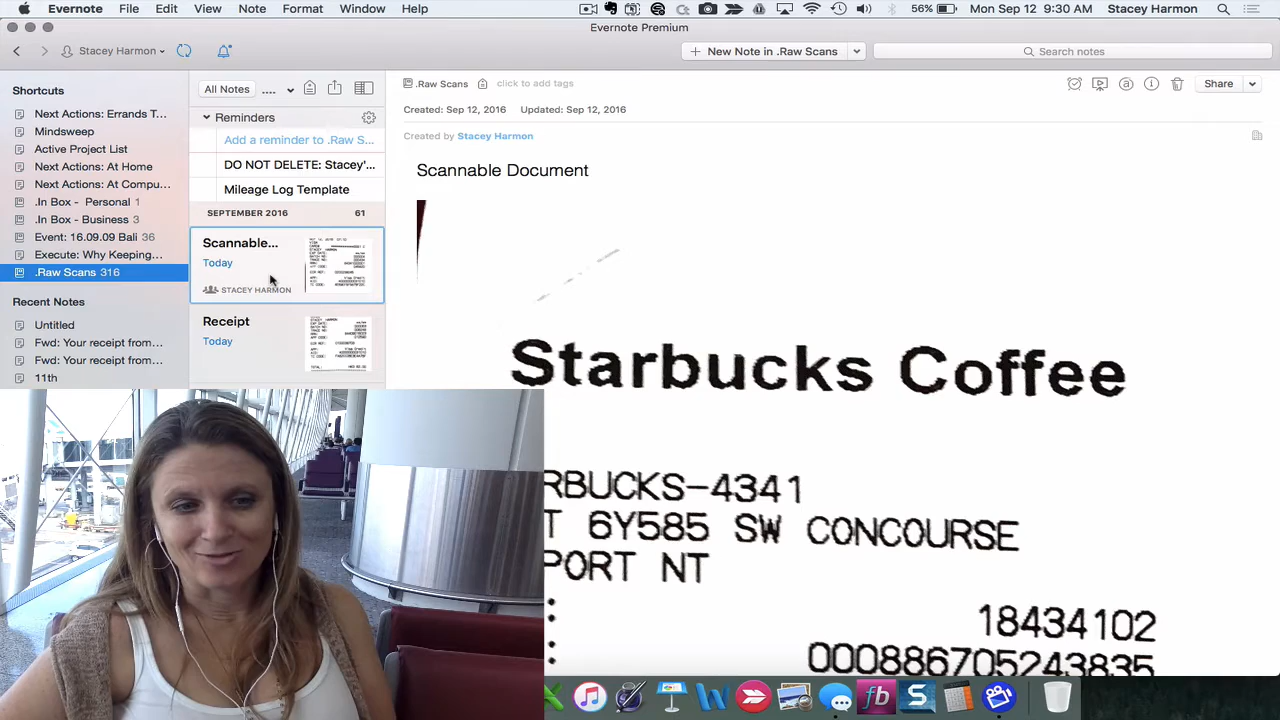 Evernote File Edit View Note Format Window Help
56% Mon Sep 12 9:30 AM Stacey Harmon
Evernote Premium
Stacey Harmon
New Note in .Raw Scans
Search notes
Shortcuts
Next Actions: Errands T...
Mindsweep
Active Project List
Next Actions: At Home
Next Actions: At Compu...
.In Box - Personal 1
.In Box - Business 3
Event: 16.09.09 Bali 36
Execute: Why Keeping...
.Raw Scans 316
Recent Notes
Untitled
Fwd: Your receipt from...
Fwd: Your receipt from...
11th
All Notes ....
Reminders
Add a reminder to .Raw S...
DO NOT DELETE: Stacey'...
Mileage Log Template
SEPTEMBER 2016 61
Scannable...
Today
STACEY HARMON
Receipt
Today
.Raw Scans click to add tags
Share
Created: Sep 12, 2016 Updated: Sep 12, 2016
Created by Stacey Harmon
Scannable Document
Starbucks Coffee
RBUCKS-4341
T 6Y585 SW CONCOURSE
PORT NT
: 18434102
: 000886705243835